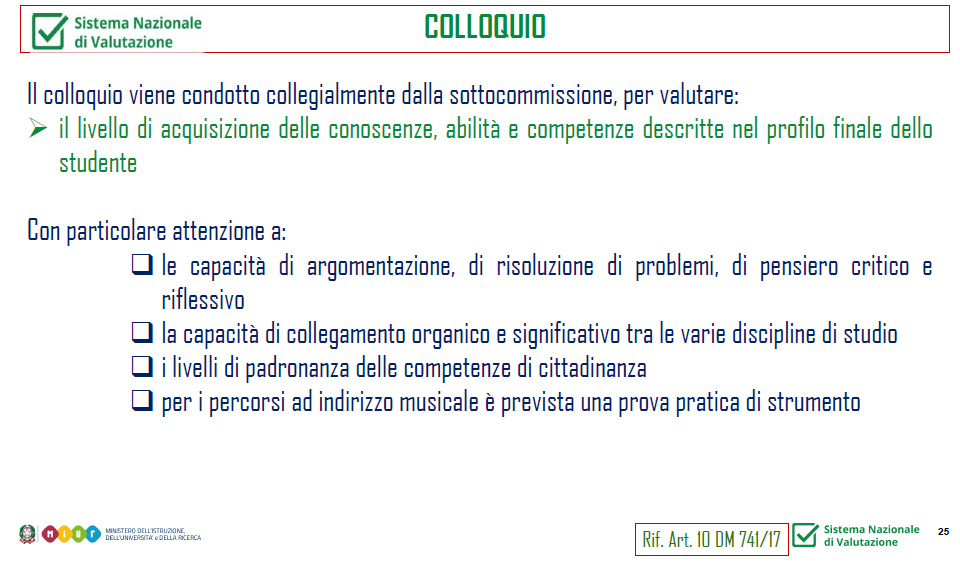 Sistema Nazionale
di Valutazione
COLLOQUIO
Il colloquio viene condotto collegialmente dalla sottocommissione, per valutare:
il livello di acquisizione delle conoscenze, abilità e competenze descritte nel profilo finale dello
studente
Con particolare attenzione a:
le capacità di argomentazione, di risoluzione di problemi, di pensiero critico e
riflessivo
la capacità di collegamento organico e significativo tra le varie discipline di studio
i livelli di padronanza delle competenze di cittadinanza
per i percorsi ad indirizzo musicale è prevista una prova pratica di strumento
MIUR
MINISTERO DELL'ISTRUZIONE,
DELL'UNIVERSITA' e DELLA RICERCA
Rif. Art. 10 DM 741/17
Sistema Nazionale
di Valutazione
25